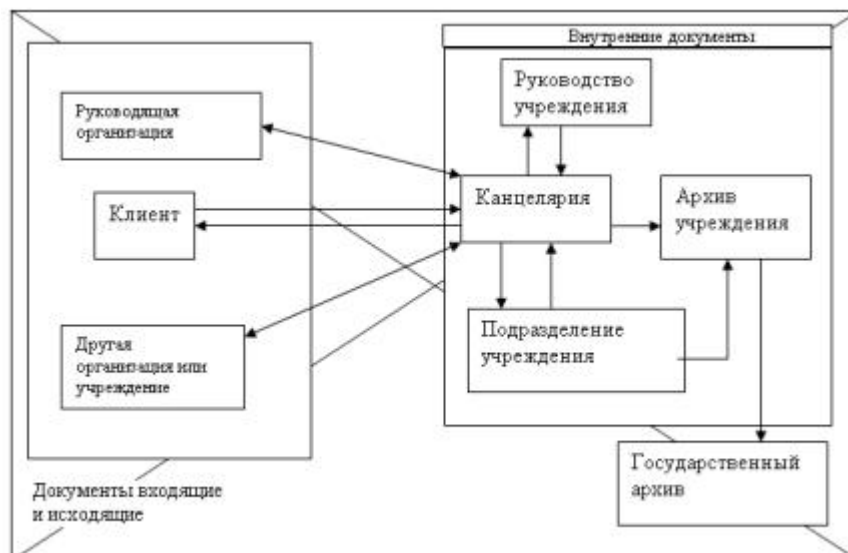 Внутренние документы
Руководящая
организация
Клиент
Другая
организация или
учреждение
Документы входящие
и исходящие
Руководство
учреждения
Канцелярия
Архив
учреждения
Подразделение
учреждения
Государственный
архив